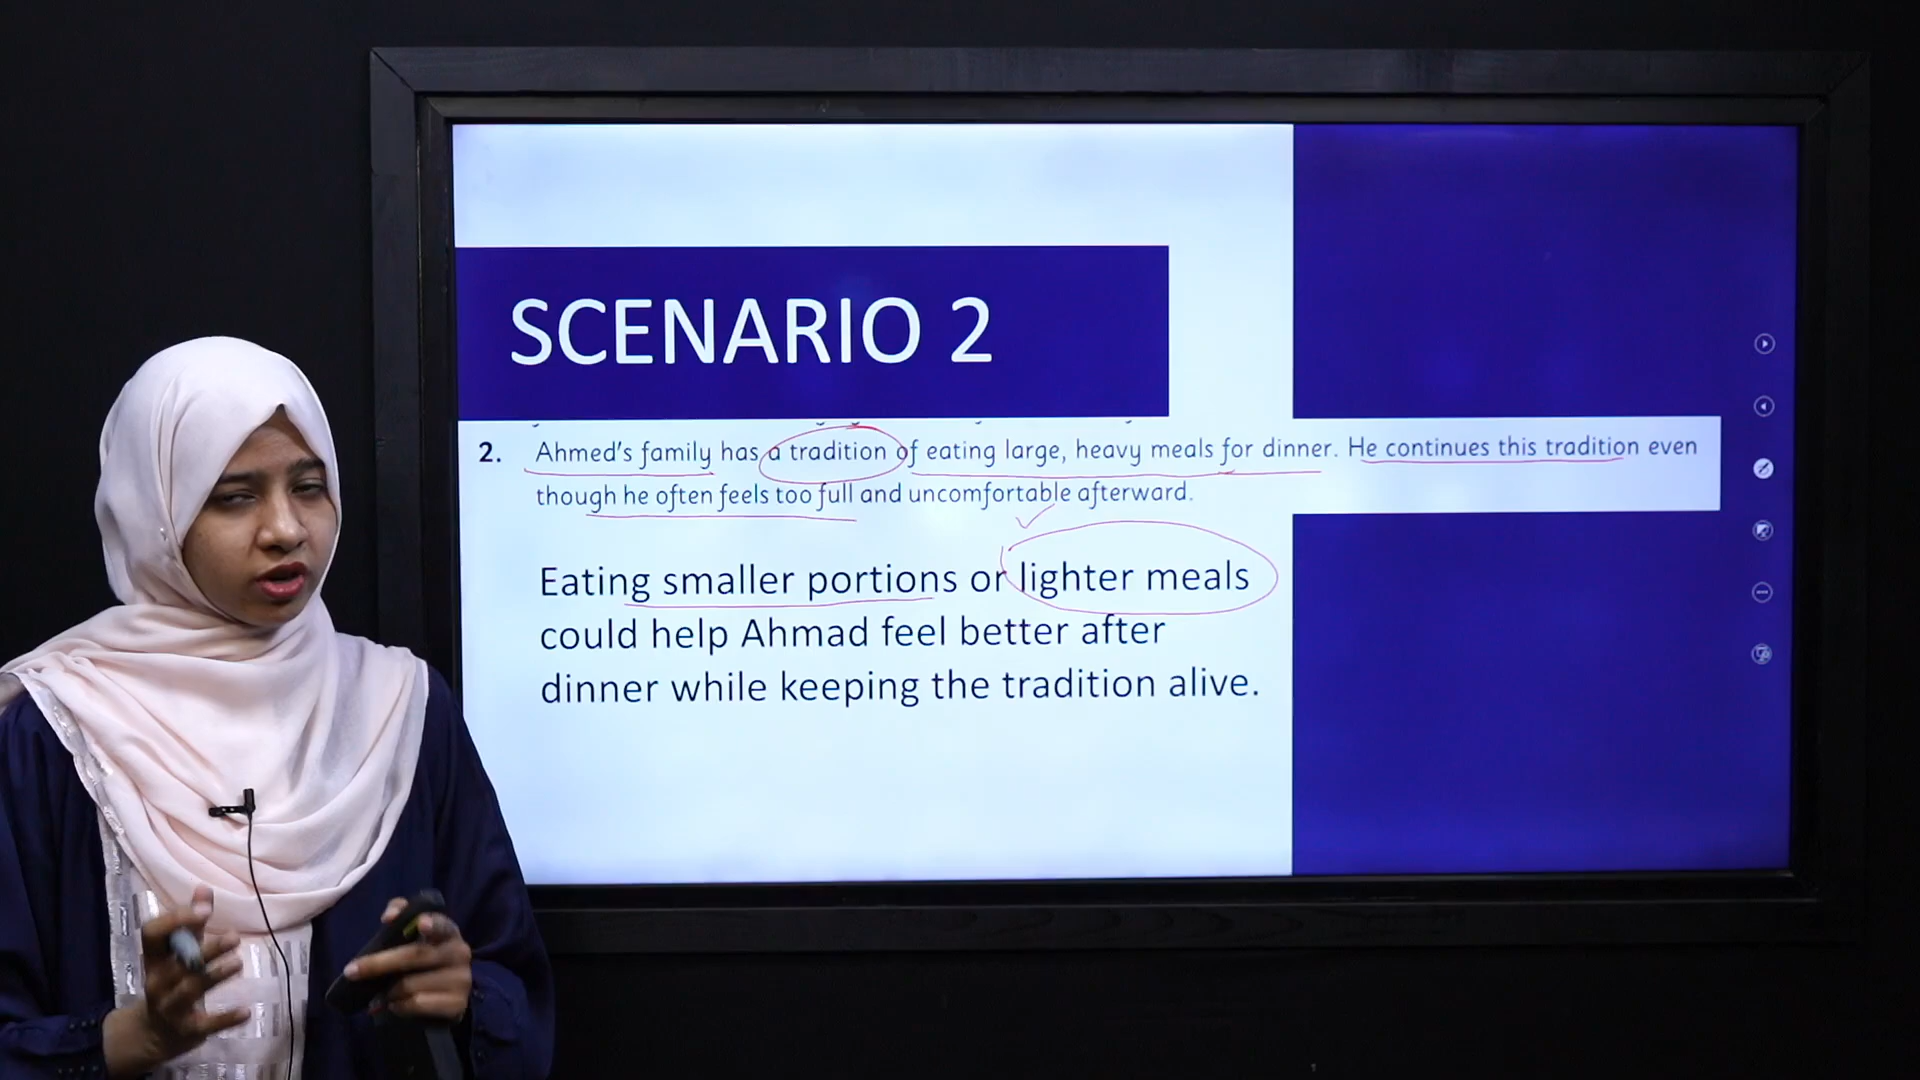 SCENARIO 2
2. Ahmed's family has a tradition of eating large, heavy meals for dinner. He continues this tradition even
though he often feels too full and uncomfortable afterward.
Eating smaller portions or lighter meals
could help Ahmad feel better after
dinner while keeping the tradition alive.